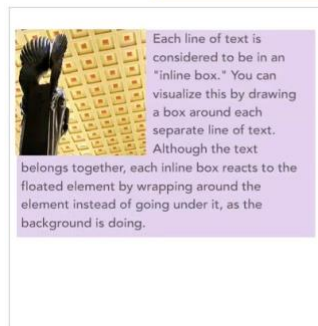 Each line of text is
considered to be in an
"inline box." You can
visualize this by drawing
a box around each
separate line of text.
Although the text
belongs together, each inline box reacts to the
floated element by wrapping around the
element instead of going under it, as the
background is doing.